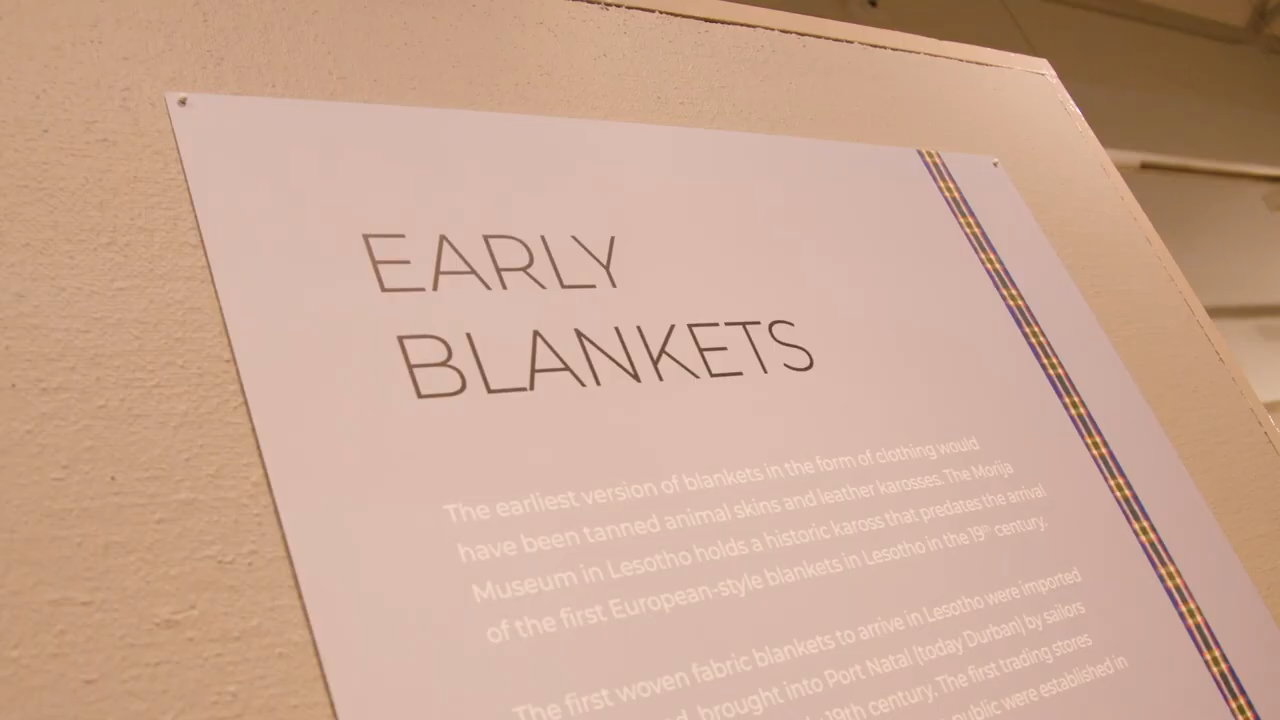 EARLY
BLANKETS
The earliest version of blankets in the form of clothing would
have been tanned animal skins and leather karosses. The Morija
Museum in Lesotho holds a historic kaross that predates the arrival
of the first European-style blankets in Lesotho in the 19th century.
The first woven fabric blankets to arrive in Lesotho were imported
brought into Port Natal (today Durban) by sailors
19th century. The first trading stores
public were established in